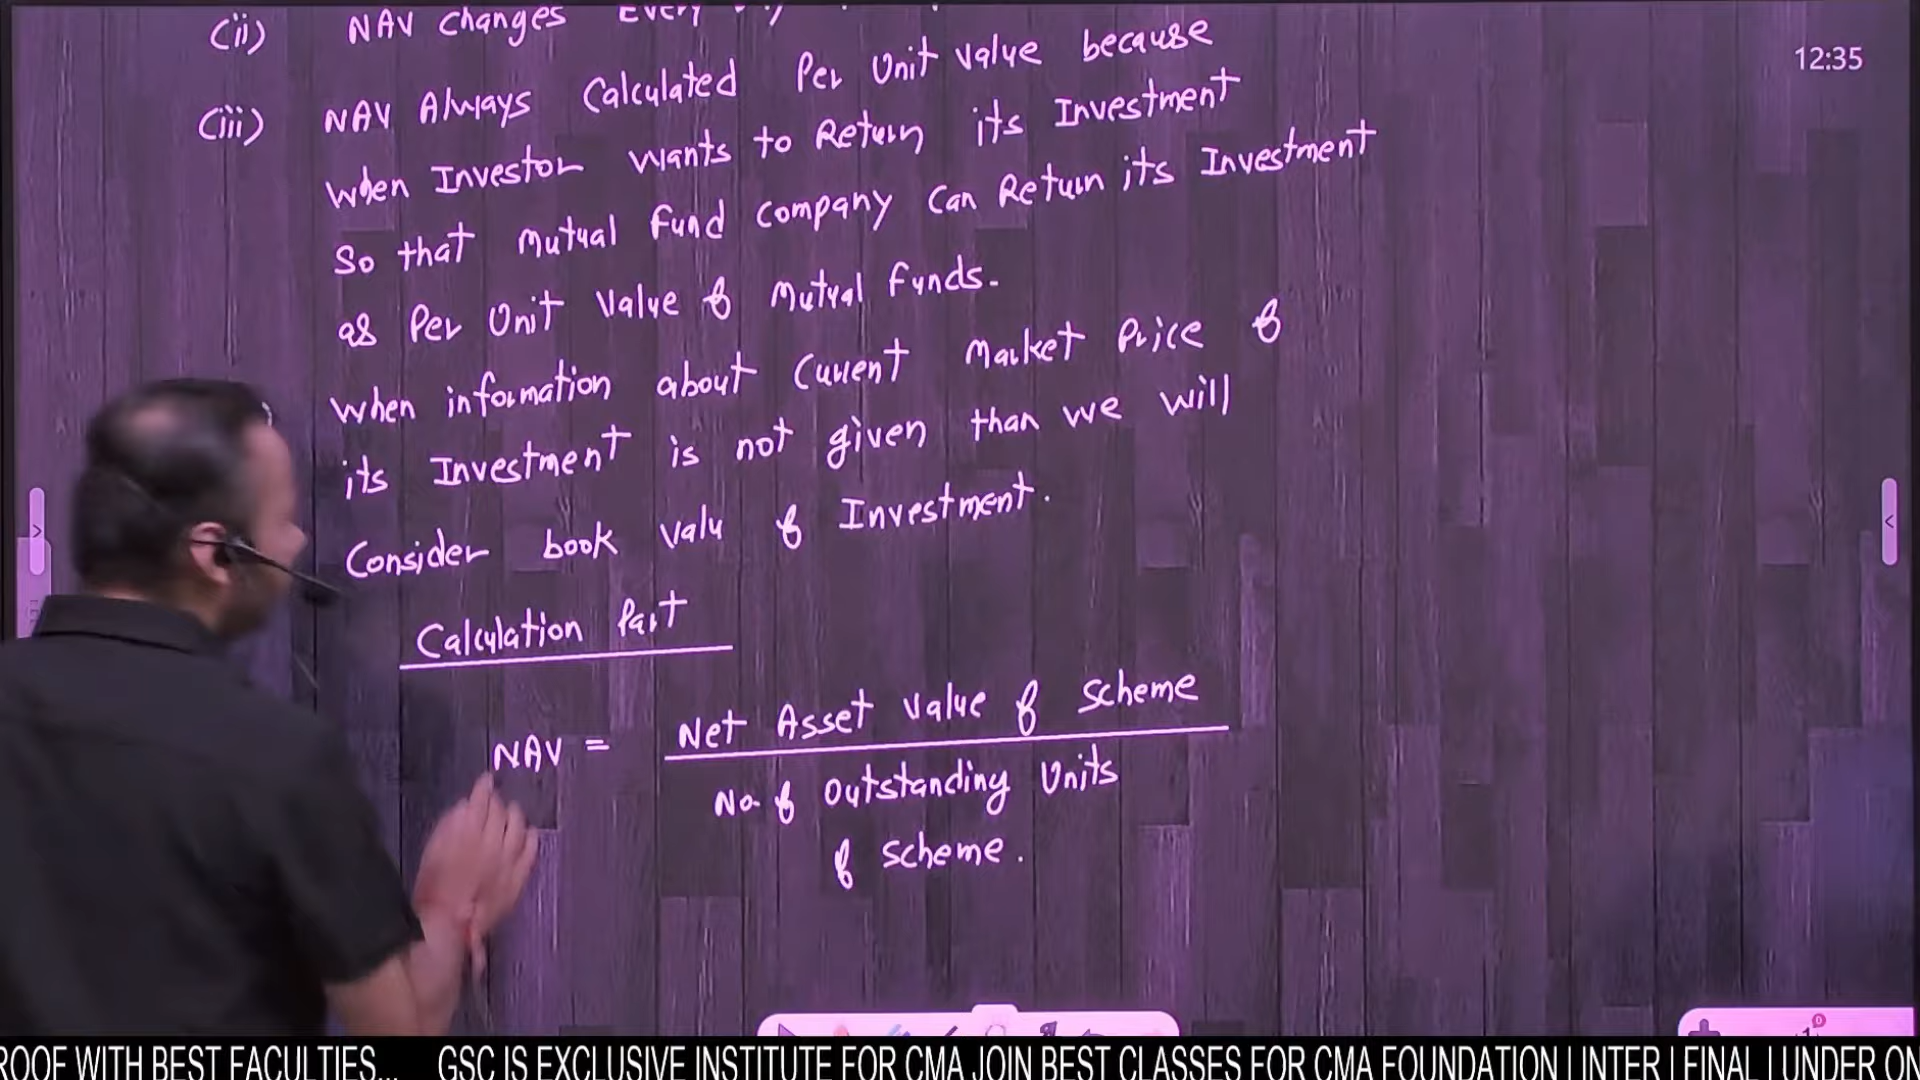 (ii) NAV Changes Every
12:35
(iii) NAV Always Calculated Per Unit value because
when Investor wants to Return its Investment
So that mutual fund company can Return its Investment
as Per Unit Value of Mutual funds.
when information about Current Market Price of
its Investment is not given than we will
Consider book valu of Investment.
Calculation Part
NAV = Net Asset value of Scheme
No. of Outstanding Units
of Scheme.
ROOF WITH BEST FACULTIES... GSC IS EXCLUSIVE INSTITUTE FOR CMA JOIN BEST CLASSES FOR CMA FOUNDATION | INTER | FINAL | UNDER ON